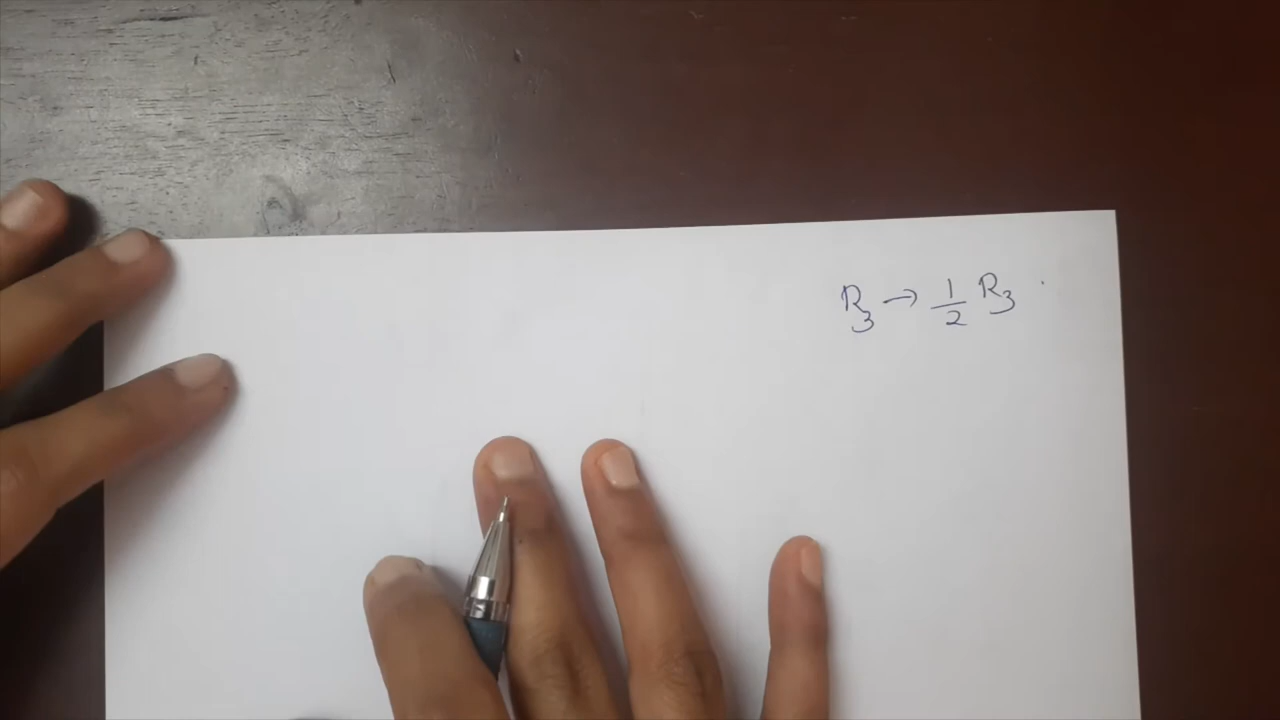 R₃ → 1/2 R₃